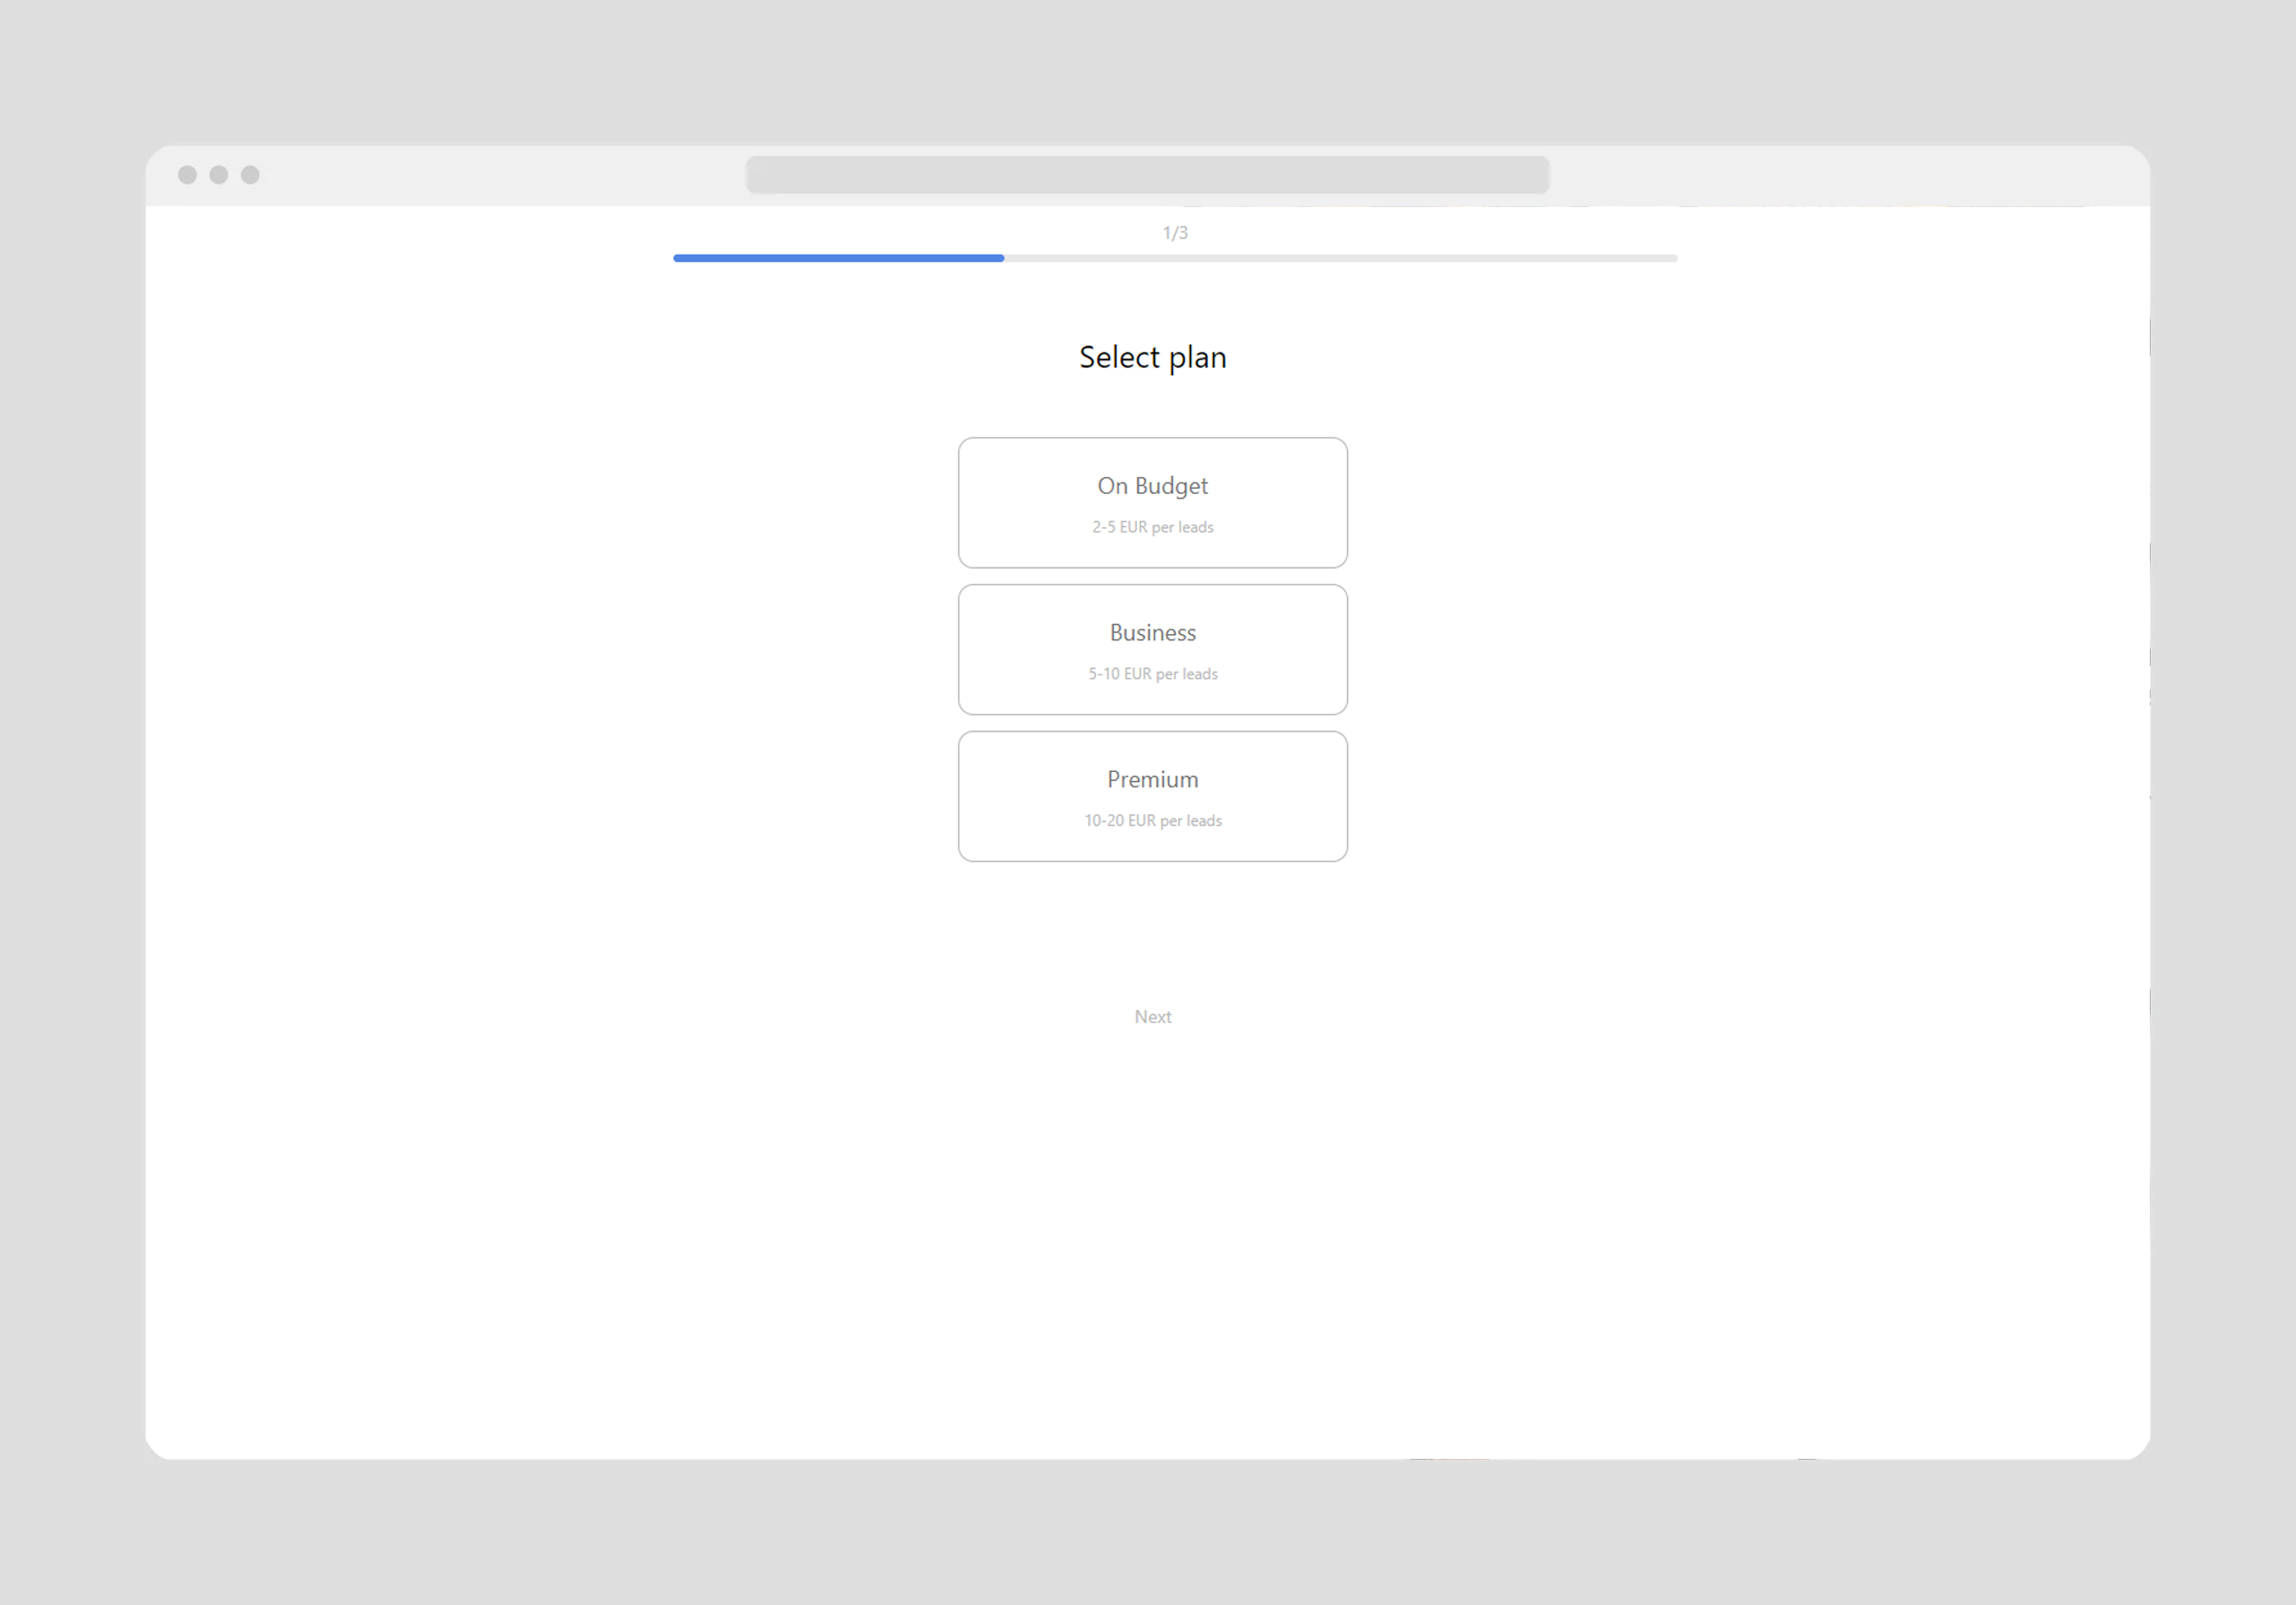 1/3
Select plan
On Budget
2-5 EUR per leads
Business
5-10 EUR per leads
Premium
10-20 EUR per leads
Next